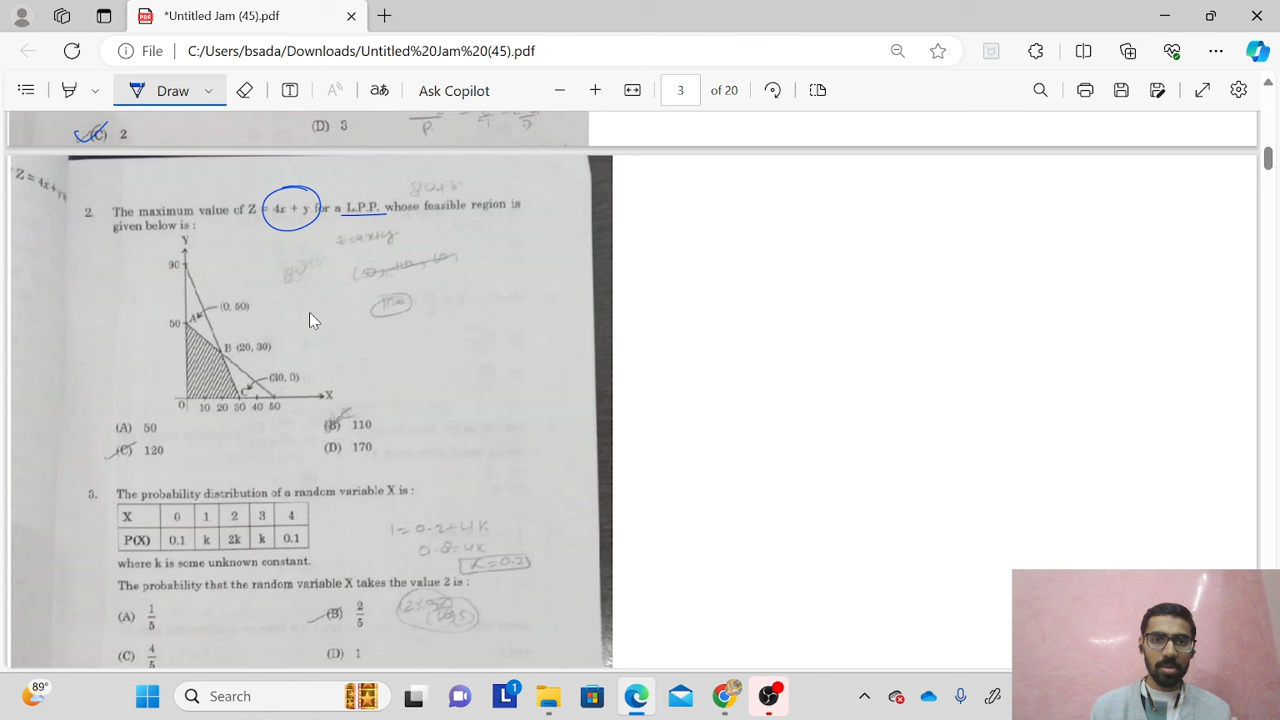 *Untitled Jam (45).pdf
File
C:/Users/bsada/Downloads/Untitled%20Jam%20(45).pdf
Draw
Ask Copilot
3
of 20
(C) 2
(D) 3
Z = 4x+y
2. The maximum value of Z = 4x + y for a L.P.P. whose feasible region is
given below is :
z=4x+y
Y
90
A
(0, 50)
50
B (20, 30)
C
(30, 0)
X
0 10 20 30 40 50
(A) 50
(B) 110
(C) 120
(D) 170
3. The probability distribution of a random variable X is :
X 0 1 2 3 4
P(X) 0.1 k 2k k 0.1
1 = 0.2+4k
0.8=4k
k=0.2
where k is some unknown constant.
The probability that the random variable X takes the value 2 is :
(A) 1/5
(B) 2/5
(C) 4/5
(D) 1
89°
Search
1